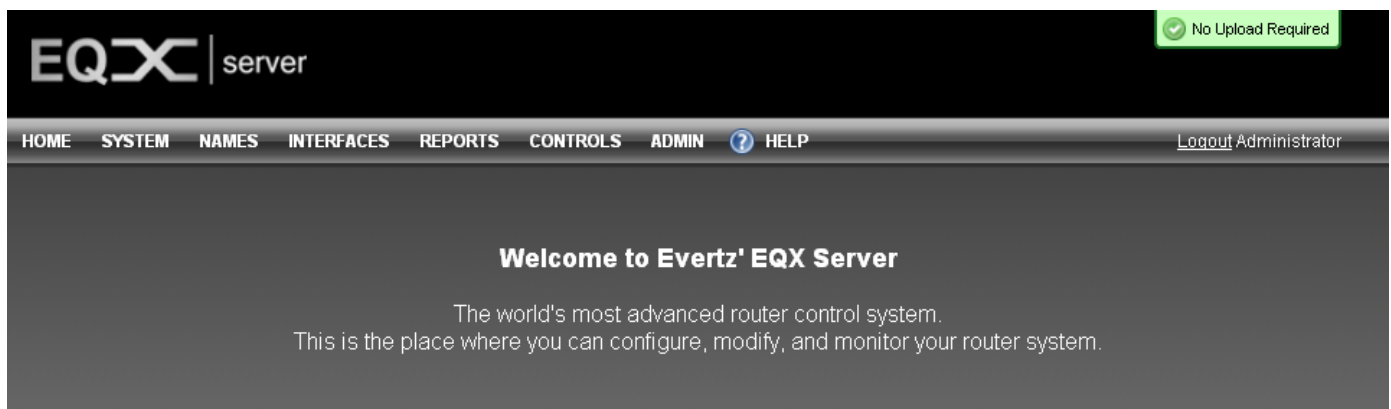 No Upload Required
EQX | server
HOME SYSTEM NAMES INTERFACES REPORTS CONTROLS ADMIN ? HELP Logout Administrator
Welcome to Evertz' EQX Server
The world's most advanced router control system.
This is the place where you can configure, modify, and monitor your router system.